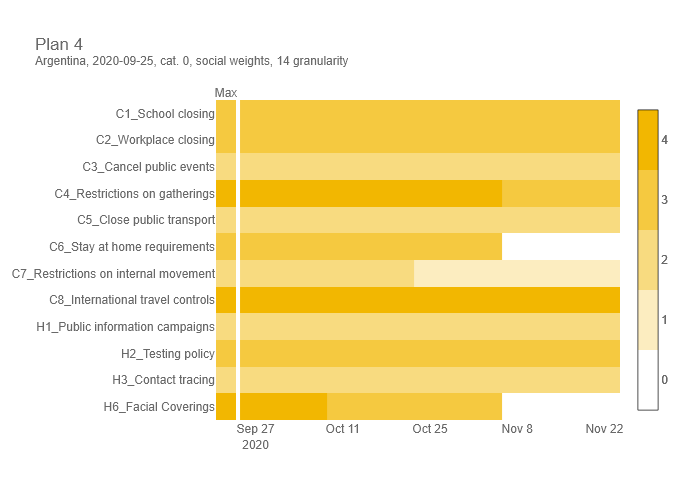 Plan 4
Argentina, 2020-09-25, cat. 0, social weights, 14 granularity
Max
C1_School closing
C2_Workplace closing
C3_Cancel public events
C4_Restrictions on gatherings
C5_Close public transport
C6_Stay at home requirements
C7_Restrictions on internal movement
C8_International travel controls
H1_Public information campaigns
H2_Testing policy
H3_Contact tracing
H6_Facial Coverings
Sep 27 Oct 11 Oct 25 Nov 8 Nov 22
2020
4
3
2
1
0